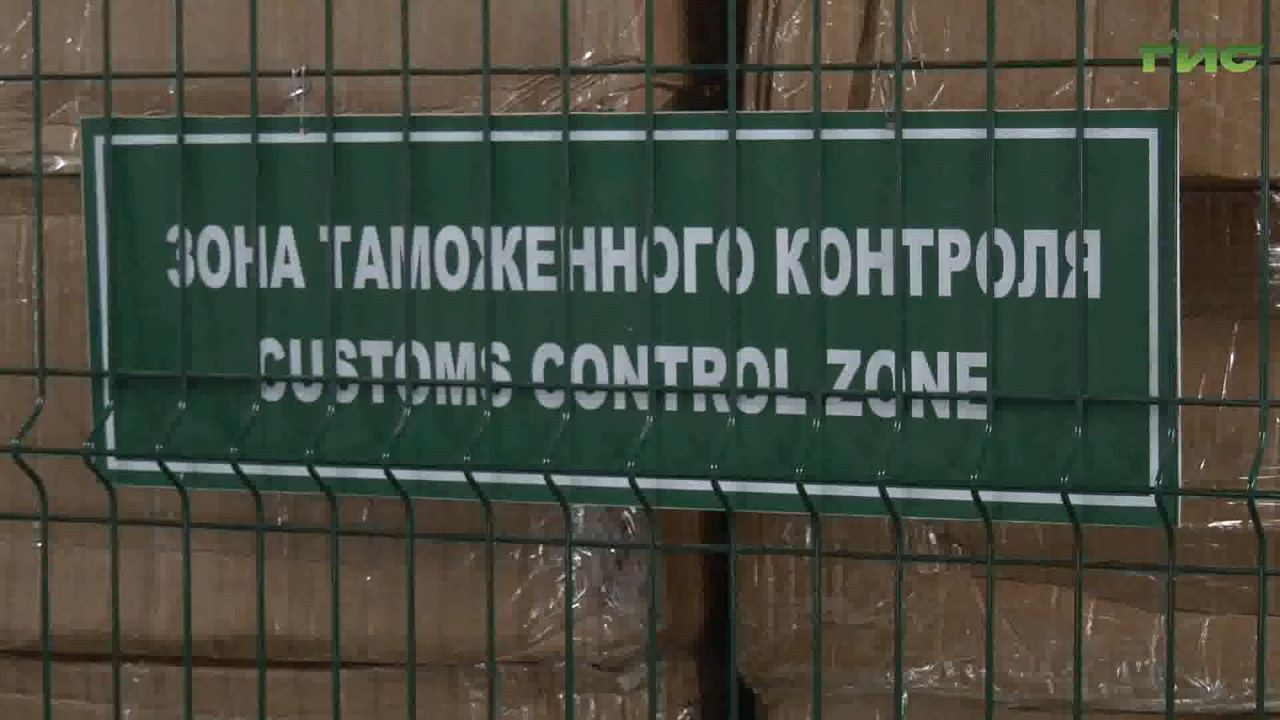 ГИС
ЗОНА ТАМОЖЕННОГО КОНТРОЛЯ
CUSTOMS CONTROL ZONE